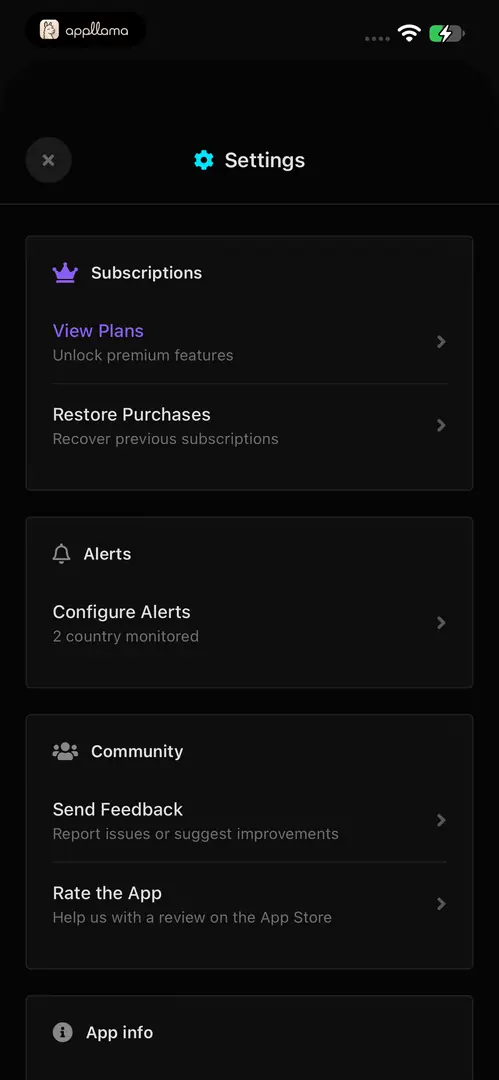 appllama
Settings
Subscriptions
View Plans
Unlock premium features
Restore Purchases
Recover previous subscriptions
Alerts
Configure Alerts
2 country monitored
Community
Send Feedback
Report issues or suggest improvements
Rate the App
Help us with a review on the App Store
App info